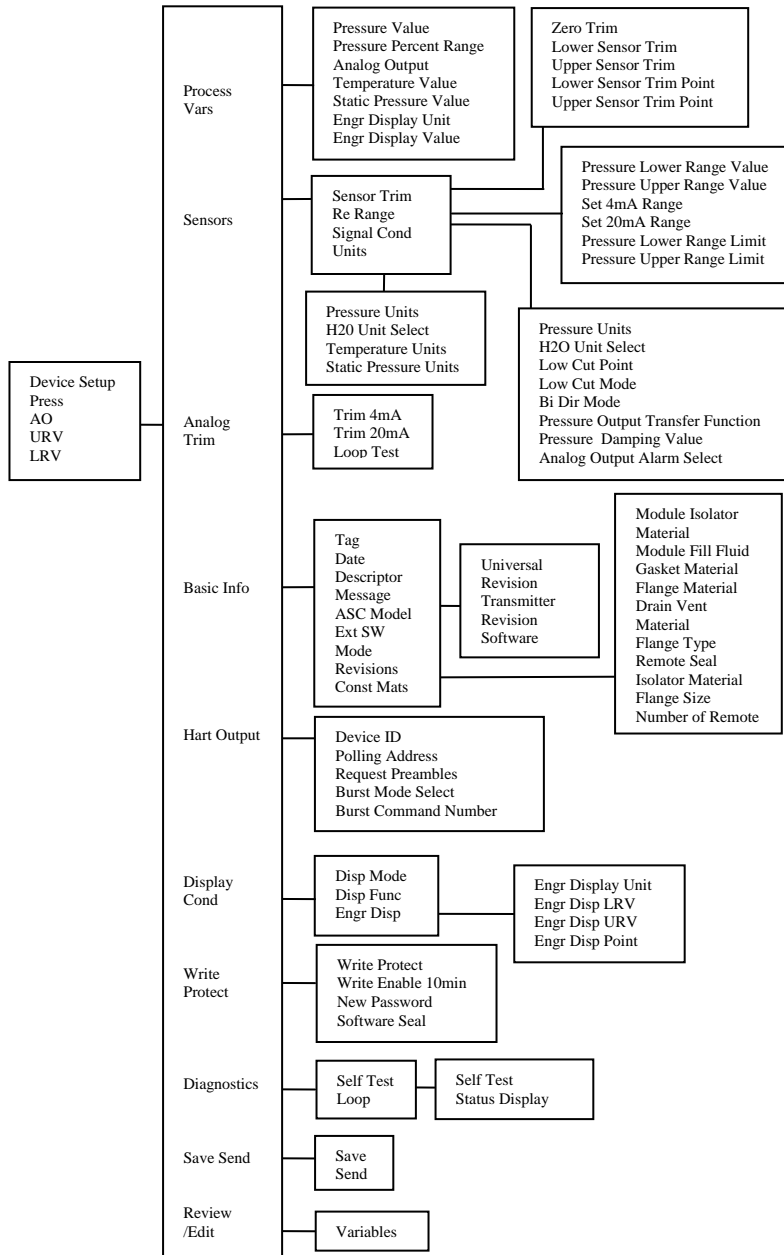 Device Setup
Press
AO
URV
LRV
Process
Vars
Pressure Value
Pressure Percent Range
Analog Output
Temperature Value
Static Pressure Value
Engr Display Unit
Engr Display Value
Sensors
Sensor Trim
Re Range
Signal Cond
Units
Zero Trim
Lower Sensor Trim
Upper Sensor Trim
Lower Sensor Trim Point
Upper Sensor Trim Point
Pressure Lower Range Value
Pressure Upper Range Value
Set 4mA Range
Set 20mA Range
Pressure Lower Range Limit
Pressure Upper Range Limit
Pressure Units
H2O Unit Select
Low Cut Point
Low Cut Mode
Bi Dir Mode
Pressure Output Transfer Function
Pressure Damping Value
Analog Output Alarm Select
Pressure Units
H20 Unit Select
Temperature Units
Static Pressure Units
Analog
Trim
Trim 4mA
Trim 20mA
Loop Test
Basic Info
Tag
Date
Descriptor
Message
ASC Model
Ext SW
Mode
Revisions
Const Mats
Universal
Revision
Transmitter
Revision
Software
Module Isolator
Material
Module Fill Fluid
Gasket Material
Flange Material
Drain Vent
Material
Flange Type
Remote Seal
Isolator Material
Flange Size
Number of Remote
Hart Output
Device ID
Polling Address
Request Preambles
Burst Mode Select
Burst Command Number
Display
Cond
Disp Mode
Disp Func
Engr Disp
Engr Display Unit
Engr Disp LRV
Engr Disp URV
Engr Disp Point
Write
Protect
Write Protect
Write Enable 10min
New Password
Software Seal
Diagnostics
Self Test
Loop
Self Test
Status Display
Save Send
Save
Send
Review
/Edit
Variables